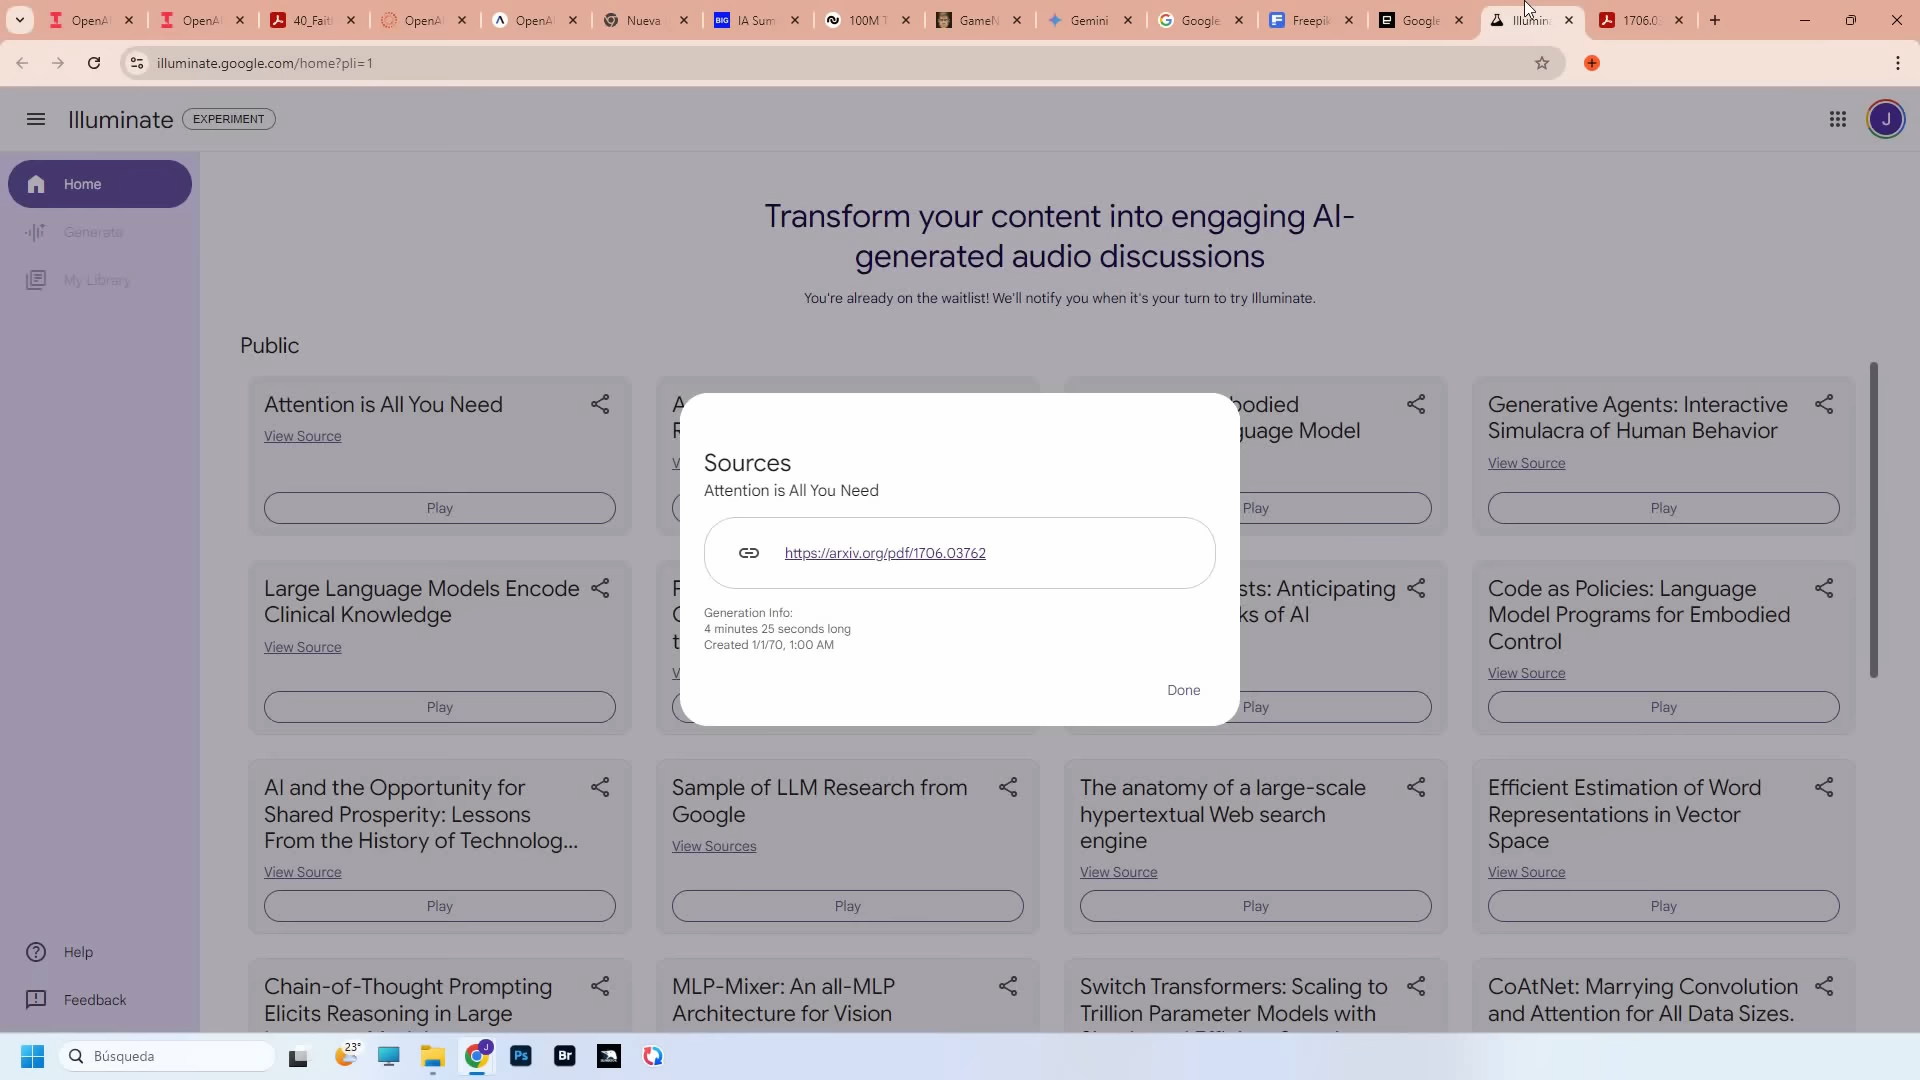 OpenAI
OpenAI
40_Fait
OpenAI
OpenAI
Nueva
BIG
IA Sum
100M T
GameN
Gemini
Google
Freepik
Google
Illumin
1706.0
illuminate.google.com/home?pli=1
Illuminate
EXPERIMENT
J
Home
Generate
My Library
Transform your content into engaging AI-
generated audio discussions
You're already on the waitlist! We'll notify you when it's your turn to try Illuminate.
Public
Attention is All You Need
View Source
Play
bodied
guage Model
Play
Generative Agents: Interactive
Simulacra of Human Behavior
View Source
Play
Sources
Attention is All You Need
https://arxiv.org/pdf/1706.03762
Generation Info:
4 minutes 25 seconds long
Created 1/1/70, 1:00 AM
Done
Large Language Models Encode
Clinical Knowledge
View Source
Play
sts: Anticipating
ks of AI
Play
Code as Policies: Language
Model Programs for Embodied
Control
View Source
Play
AI and the Opportunity for
Shared Prosperity: Lessons
From the History of Technolog...
View Source
Play
Sample of LLM Research from
Google
View Sources
Play
The anatomy of a large-scale
hypertextual Web search
engine
View Source
Play
Efficient Estimation of Word
Representations in Vector
Space
View Source
Play
Help
Feedback
Chain-of-Thought Prompting
Elicits Reasoning in Large
MLP-Mixer: An all-MLP
Architecture for Vision
Switch Transformers: Scaling to
Trillion Parameter Models with
CoAtNet: Marrying Convolution
and Attention for All Data Sizes.
Búsqueda
23°
J
Ps
Br